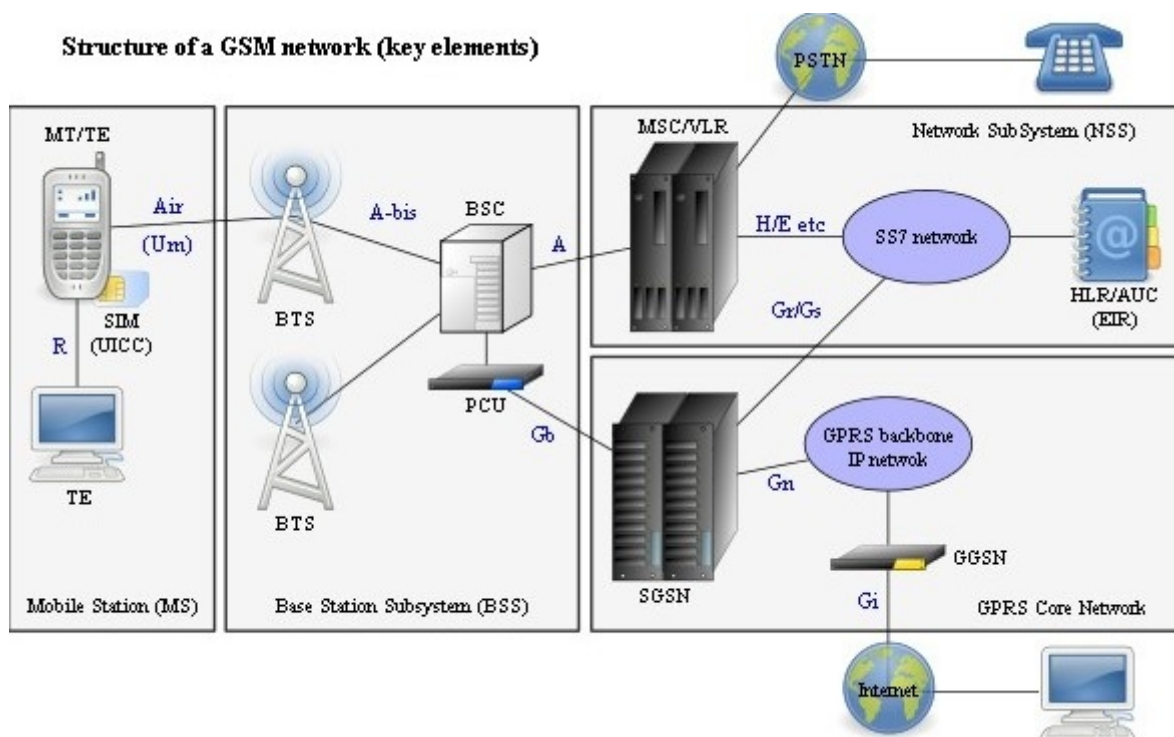 Structure of a GSM network (key elements)
PSTN
MT/TE
MSC/VLR
Network SubSystem (NSS)
Air
(Um)
A-bis
BSC
A
H/E etc
SS7 network
BTS
SIM
(UICC)
R
Gr/Gs
HLR/AUC
(EIR)
PCU
Gb
GPRS backbone
IP netwok
Gn
TE
BTS
SGSN
GGSN
Gi
Mobile Station (MS)
Base Station Subsystem (BSS)
GPRS Core Network
Internet